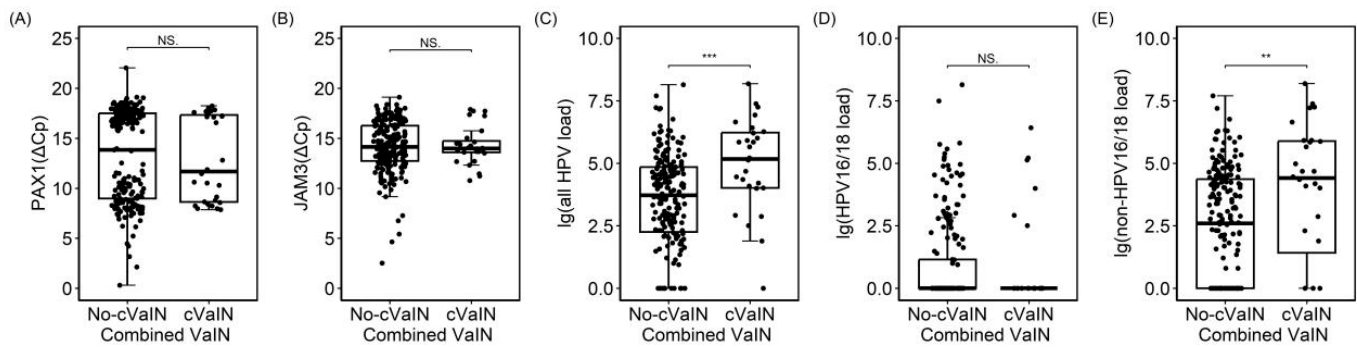 (A)
NS.
PAX1(ΔCp)
25
20
15
10
5
0
No-cVaIN cVaIN
Combined VaIN
(B)
NS.
JAM3(ΔCp)
25
20
15
10
5
0
No-cVaIN cVaIN
Combined VaIN
(C)
***
lg(all HPV load)
10.0
7.5
5.0
2.5
0.0
No-cVaIN cVaIN
Combined VaIN
(D)
NS.
lg(HPV16/18 load)
10.0
7.5
5.0
2.5
0.0
No-cVaIN cVaIN
Combined VaIN
(E)
**
lg(non-HPV16/18 load)
10.0
7.5
5.0
2.5
0.0
No-cVaIN cVaIN
Combined VaIN